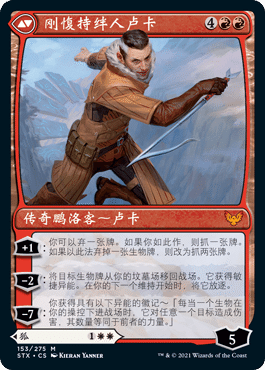 刚愎持绊人卢卡 4
传奇鹏洛客～卢卡
+1: 你可以弃一张牌。如果你如此作，则抓一张牌。
如果以此法弃掉一张生物牌，则改为抓两张牌。
-2: 将目标生物牌从你的坟墓场移回战场。它获得敏
捷异能。在你的下一个维持开始时，将它放逐。
-7: 你获得具有以下异能的徽记～「每当一个生物在
你的操控下进战场时，它对任意一个目标造成伤
害，其数量等同于前者的力量。」
狐 1
5
153/275 M
STX • CS KIERAN YANNER
™ & © 2021 Wizards of the Coast